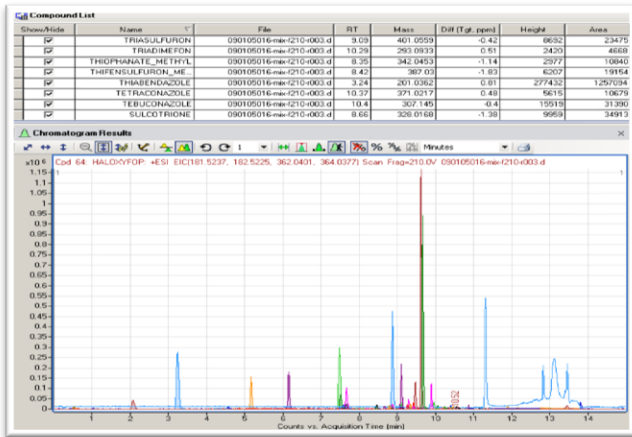 Compound List
Show/Hide Name File RT Mass Diff (Tgt, ppm) Height Area
TRIASULFURON 090105016-mix-f210-r003.d 9.09 401.0559 -0.42 8692 23475
TRIADIMEFON 090105016-mix-f210-r003.d 10.29 293.0933 0.51 2420 4668
THIOPHANATE_METHYL 090105016-mix-f210-r003.d 8.35 342.0453 -1.14 2977 10840
THIFENSULFURON_ME... 090105016-mix-f210-r003.d 8.42 387.03 -1.83 6207 19154
THIABENDAZOLE 090105016-mix-f210-r003.d 3.24 201.0362 0.81 277432 1257094
TETRACONAZOLE 090105016-mix-f210-r003.d 10.37 371.0217 0.48 5615 10679
TEBUCONAZOLE 090105016-mix-f210-r003.d 10.4 307.145 -0.4 15519 31390
SULCOTRIONE 090105016-mix-f210-r003.d 8.66 328.0168 -1.38 9959 34913
Chromatogram Results
1 % Minutes
x10 6 Cpd 64: HALOXYFOP: +ESI EIC(181.5237, 182.5225, 362.0401, 364.0377) Scan Frag=210.0V 090105016-mix-f210-r003.d
1.15 1 1
1.1
1.05
1
0.95
0.9
0.85
0.8
0.75
0.7
0.65
0.6
0.55
0.5
0.45
0.4
0.35
0.3
0.25
0.2
0.15
0.1
0.05
0
1 2 3 4 5 6 7 8 9 10 11 12 13 14
Counts vs. Acquisition Time (min)